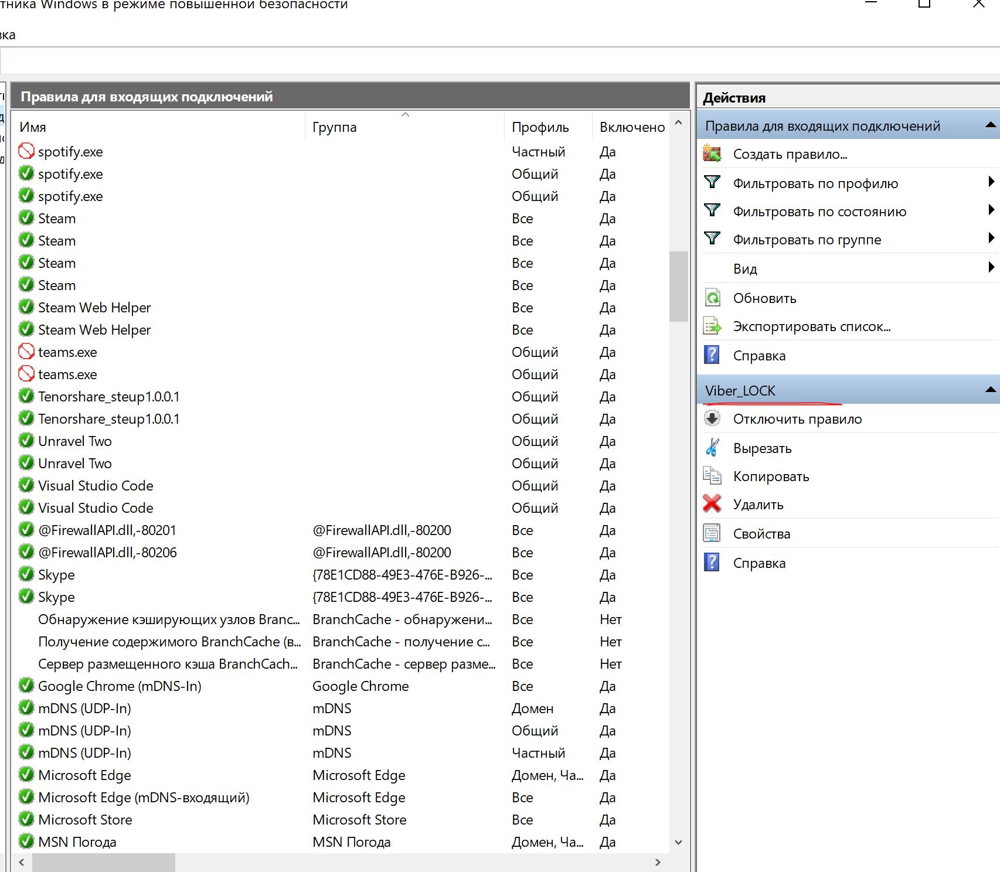 тника Windows в режиме повышенной безопасности
вка
Правила для входящих подключений
Имя Группа Профиль Включено
spotify.exe Частный Да
spotify.exe Общий Да
spotify.exe Общий Да
Steam Все Да
Steam Все Да
Steam Все Да
Steam Все Да
Steam Web Helper Все Да
Steam Web Helper Все Да
teams.exe Общий Да
teams.exe Общий Да
Tenorshare_steup1.0.0.1 Общий Да
Tenorshare_steup1.0.0.1 Общий Да
Unravel Two Общий Да
Unravel Two Общий Да
Visual Studio Code Общий Да
Visual Studio Code Общий Да
@FirewallAPI.dll,-80201 @FirewallAPI.dll,-80200 Все Да
@FirewallAPI.dll,-80206 @FirewallAPI.dll,-80200 Все Да
Skype {78E1CD88-49E3-476E-B926-... Все Да
Skype {78E1CD88-49E3-476E-B926-... Все Да
Обнаружение кэширующих узлов Branc... BranchCache - обнаружени... Все Нет
Получение содержимого BranchCache (в... BranchCache - получение с... Все Нет
Сервер размещенного кэша BranchCach... BranchCache - сервер разме... Все Нет
Google Chrome (mDNS-In) Google Chrome Все Да
mDNS (UDP-In) mDNS Домен Да
mDNS (UDP-In) mDNS Общий Да
mDNS (UDP-In) mDNS Частный Да
Microsoft Edge Microsoft Edge Домен, Ча... Да
Microsoft Edge (mDNS-входящий) Microsoft Edge Все Да
Microsoft Store Microsoft Store Все Да
MSN Погода MSN Погода Домен, Ча... Да
Действия
Правила для входящих подключений
Создать правило...
Фильтровать по профилю
Фильтровать по состоянию
Фильтровать по группе
Вид
Обновить
Экспортировать список...
Справка
Viber_LOCK
Отключить правило
Вырезать
Копировать
Удалить
Свойства
Справка